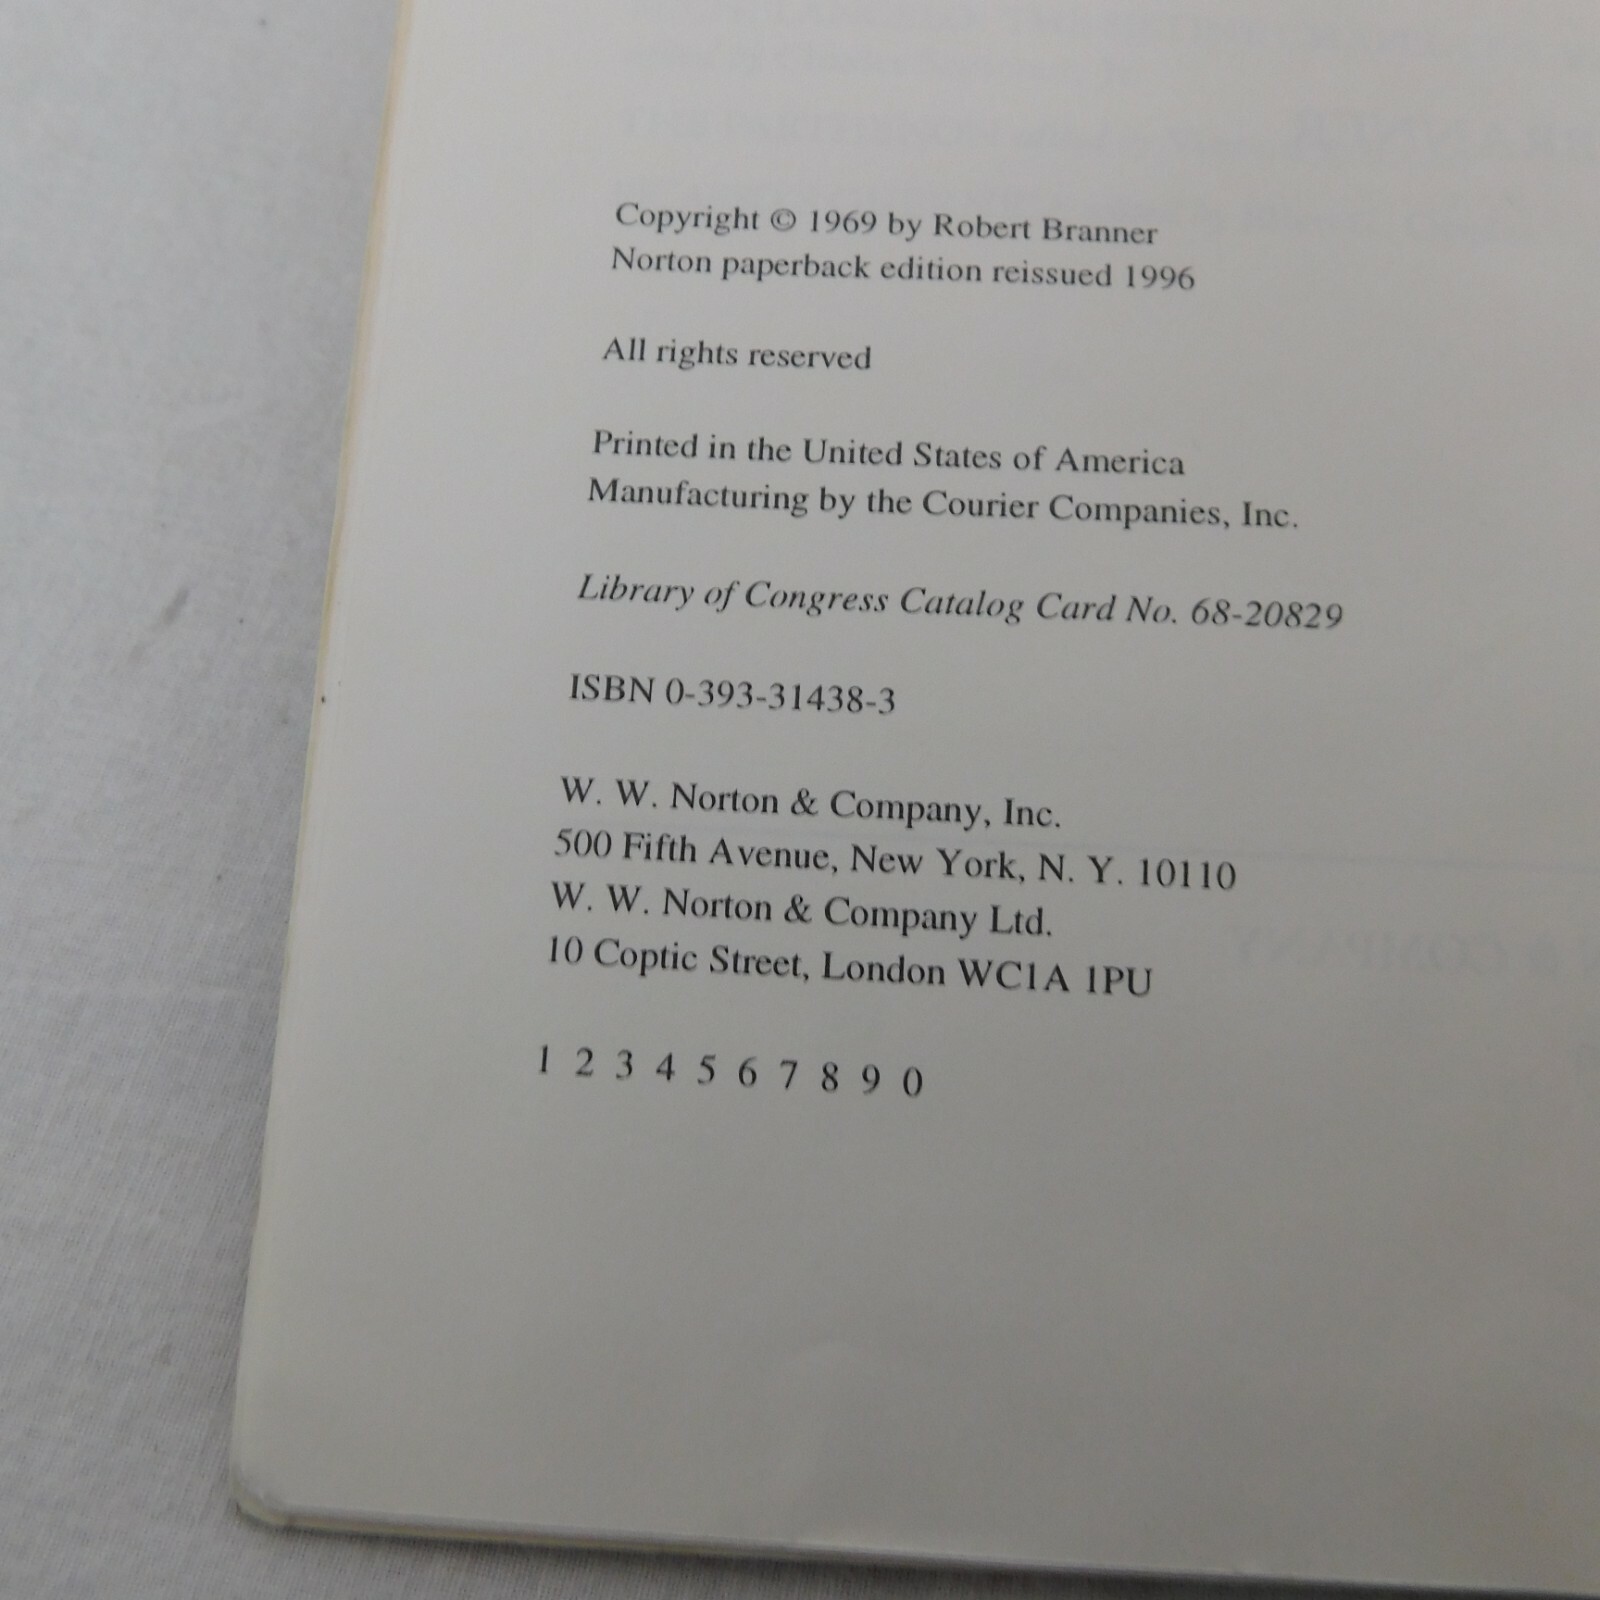 Copyright © 1969 by Robert Branner
Norton paperback edition reissued 1996
All rights reserved
Printed in the United States of America
Manufacturing by the Courier Companies, Inc.
Library of Congress Catalog Card No. 68-20829
ISBN 0-393-31438-3
W. W. Norton & Company, Inc.
500 Fifth Avenue, New York, N. Y. 10110
W. W. Norton & Company Ltd.
10 Coptic Street, London WC1A 1PU
1 2 3 4 5 6 7 8 9 0